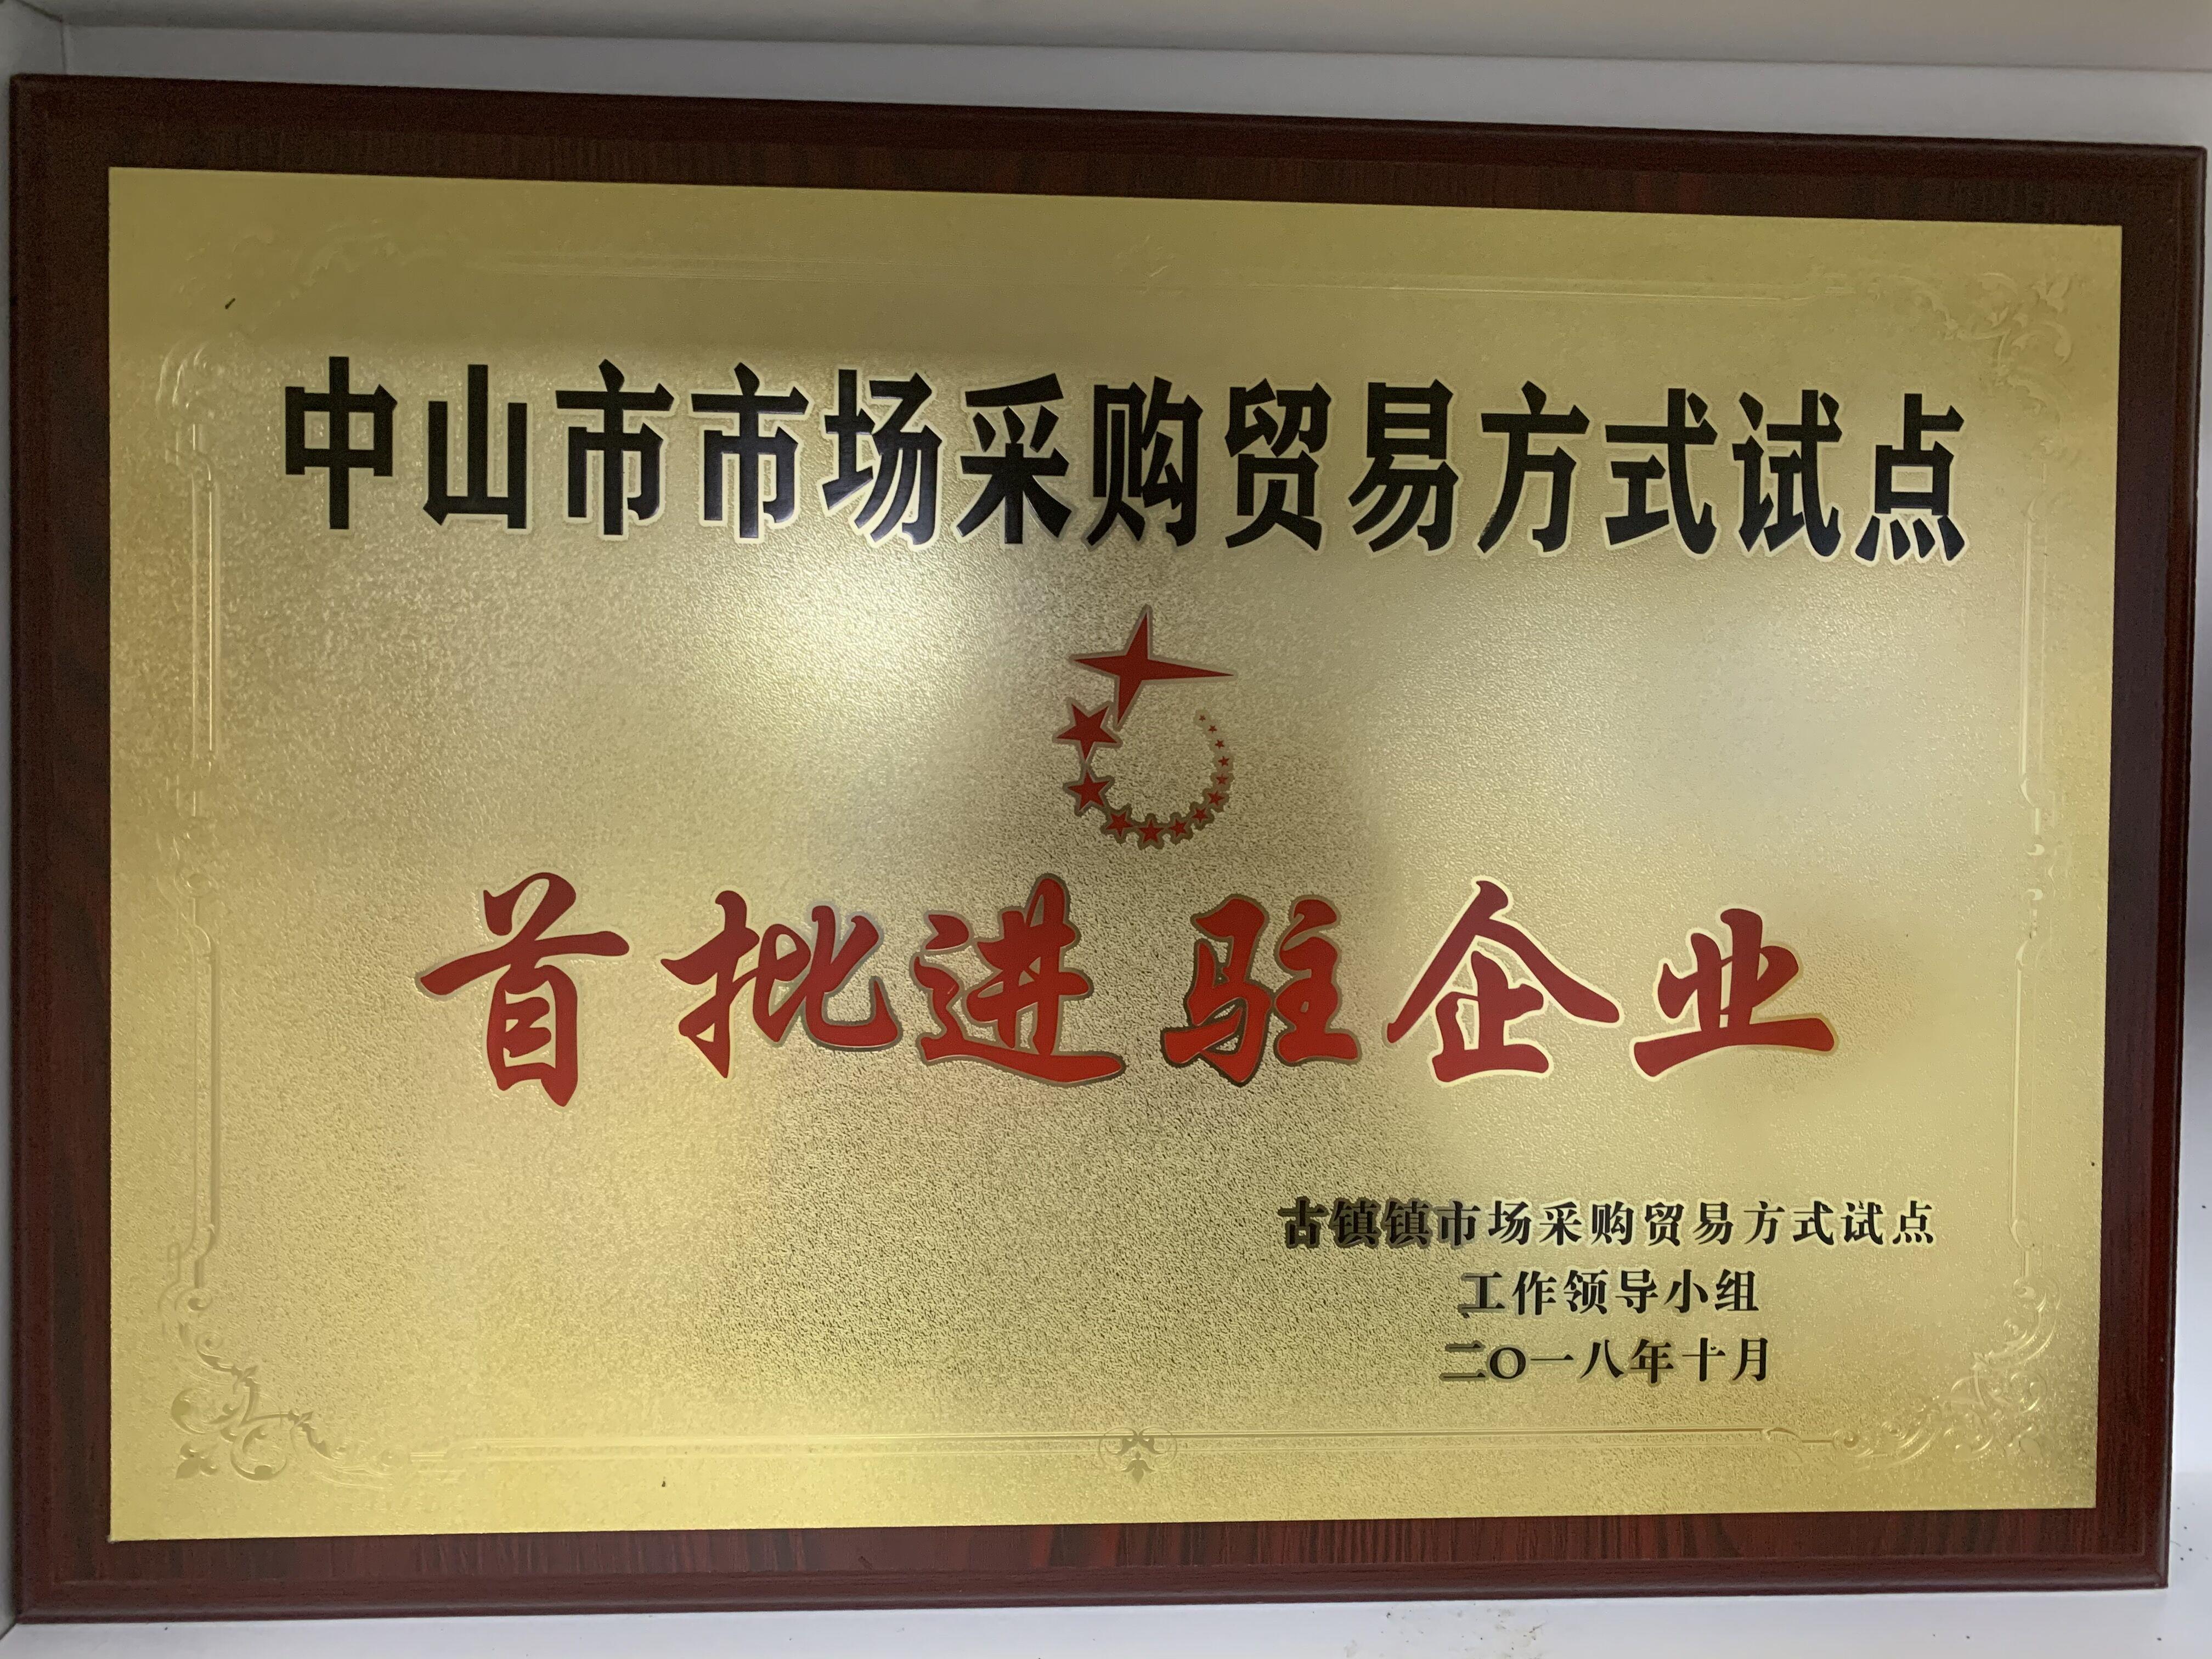 中山市市场采购贸易方式试点
首批进驻企业
古镇镇市场采购贸易方式试点
工作领导小组
二〇一八年十月